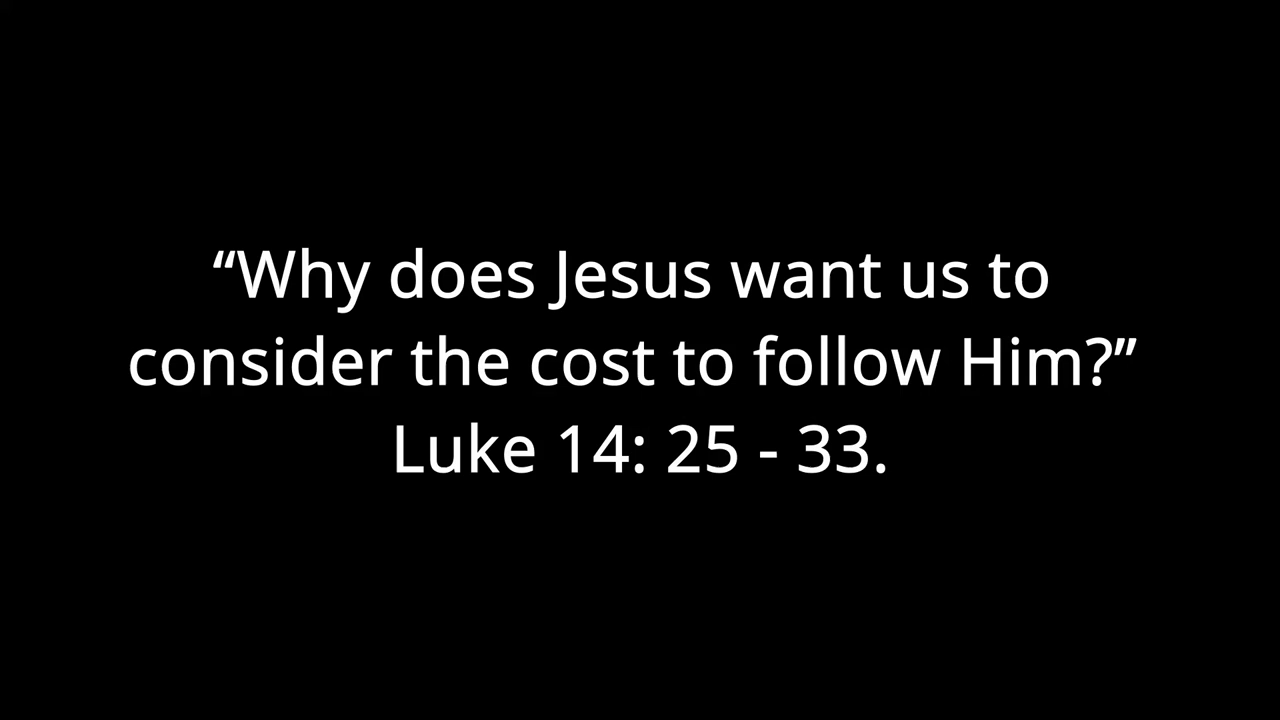 “Why does Jesus want us to
consider the cost to follow Him?”
Luke 14: 25 - 33.